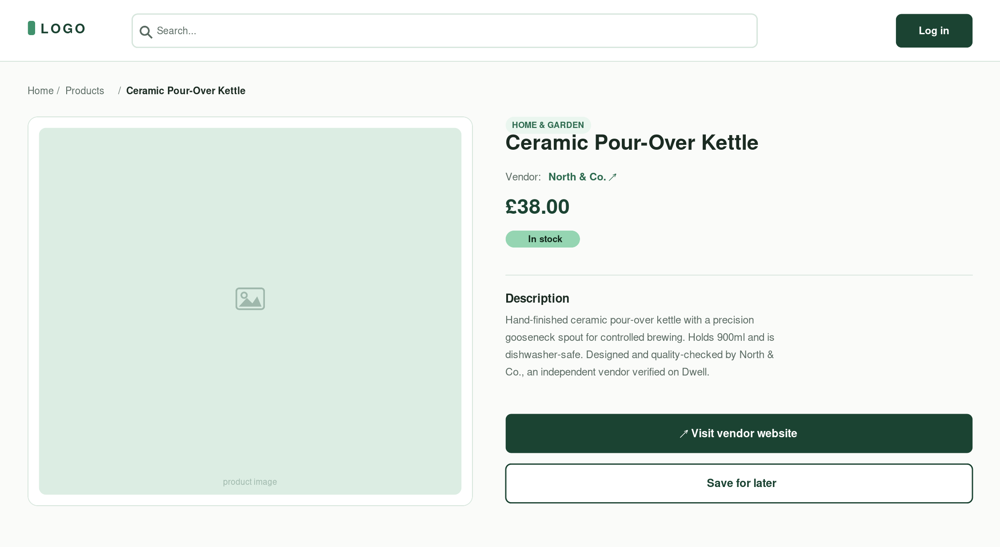 LOGO
Search...
Log in
Home / Products / Ceramic Pour-Over Kettle
product image
HOME & GARDEN
Ceramic Pour-Over Kettle
Vendor: North & Co. ↗
£38.00
In stock
Description
Hand-finished ceramic pour-over kettle with a precision
gooseneck spout for controlled brewing. Holds 900ml and is
dishwasher-safe. Designed and quality-checked by North &
Co., an independent vendor verified on Dwell.
↗ Visit vendor website
Save for later